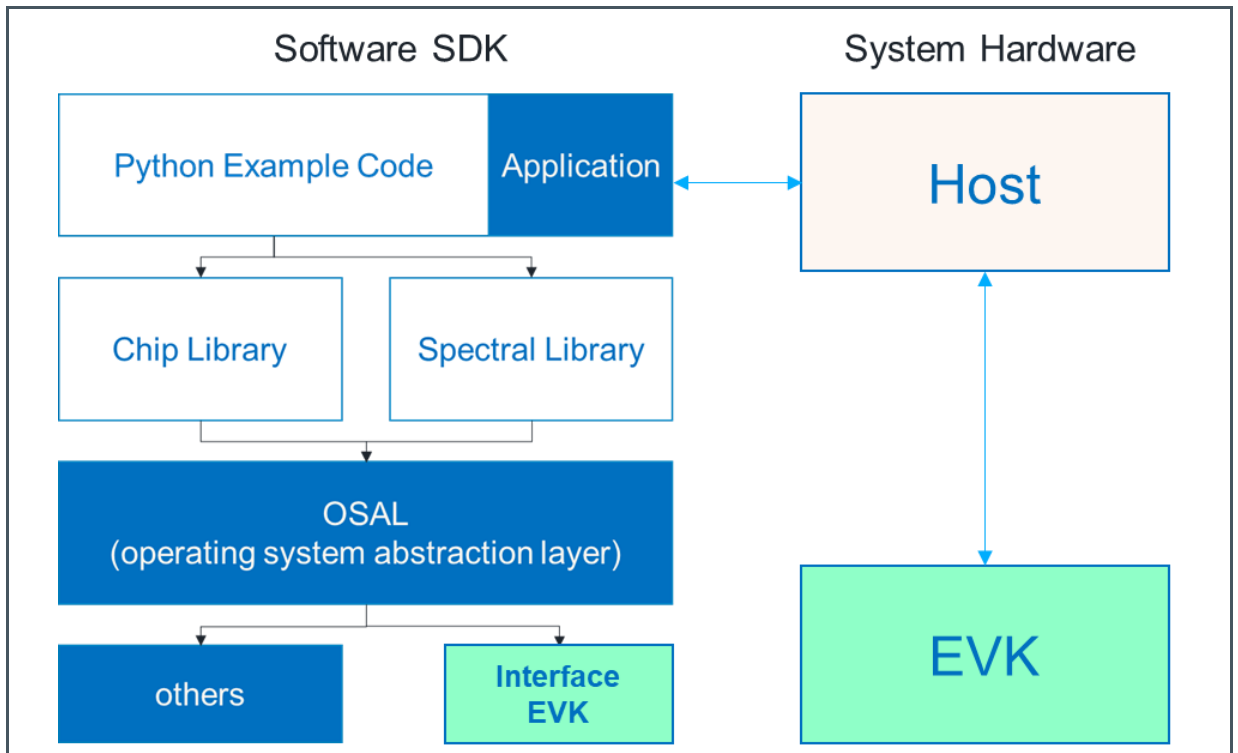 Software SDK
System Hardware
Python Example Code
Application
Host
Chip Library
Spectral Library
OSAL
(operating system abstraction layer)
others
Interface
EVK
EVK